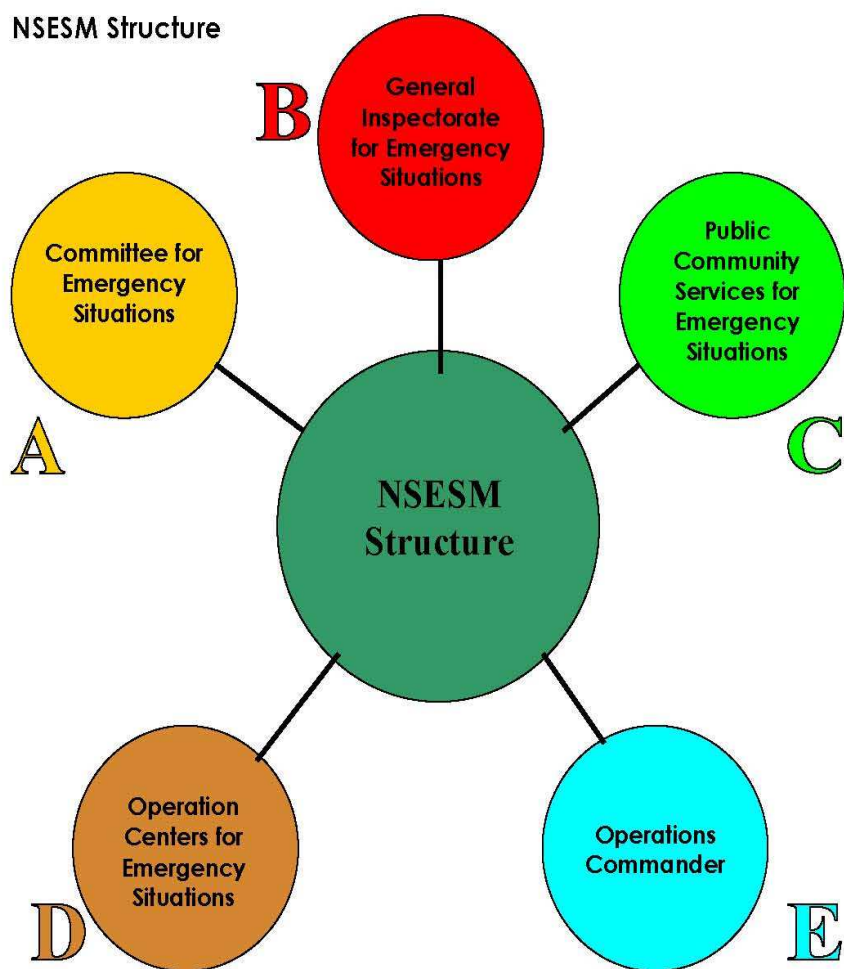 NSESM Structure
B
General
Inspectorate
for Emergency
Situations
Committee for
Emergency
Situations
A
Public
Community
Services for
Emergency
Situations
C
NSESM
Structure
Operation
Centers for
Emergency
Situations
D
Operations
Commander
E